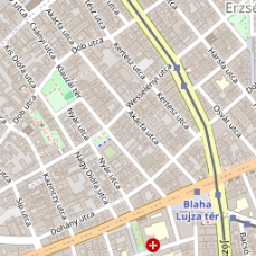 Erzse
Akácfa utca
Csányi utca
Kis Diófa utca
Dob utca
Klauzál tér
Kertész utca
Wesselényi utca
Hársfa utca
Kertész utca
Osvát utca
Akácfa utca
Dob utca
Nyár utca
Nagy Diófa utca
Nyár utca
Kazinczy utca
Síp utca
Dohány utca
Blaha
Lujza tér